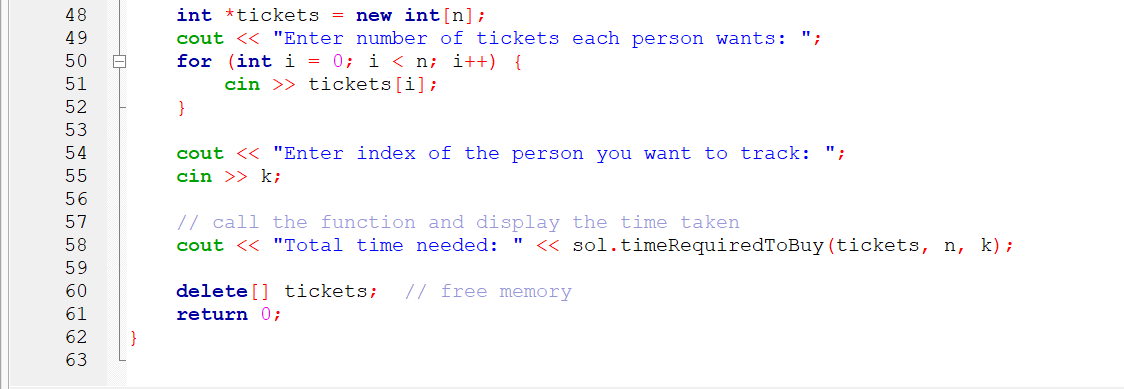 48 int *tickets = new int[n];
49 cout << "Enter number of tickets each person wants: ";
50 for (int i = 0; i < n; i++) {
51 cin >> tickets[i];
52 }
53
54 cout << "Enter index of the person you want to track: ";
55 cin >> k;
56
57 // call the function and display the time taken
58 cout << "Total time needed: " << sol.timeRequiredToBuy(tickets, n, k);
59
60 delete[] tickets;  // free memory
61 return 0;
62 }
63